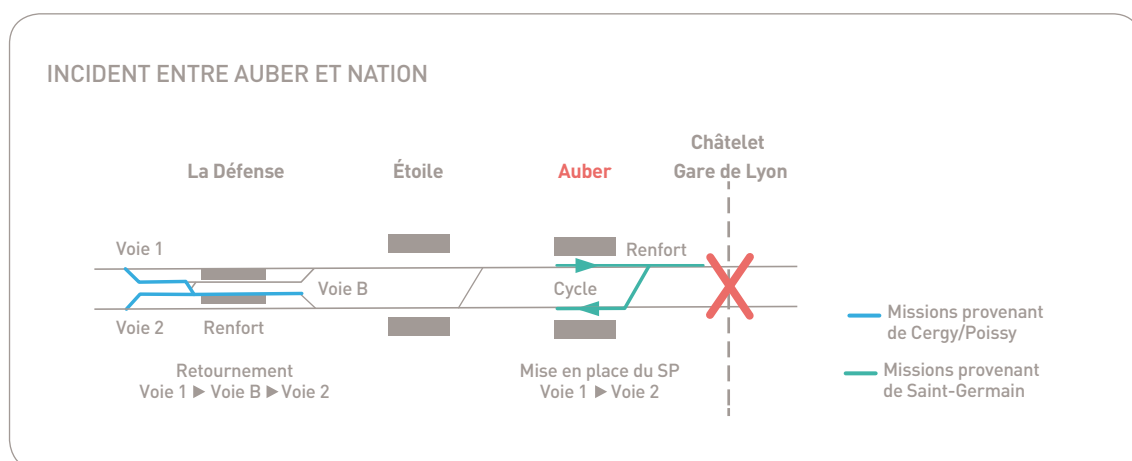 INCIDENT ENTRE AUBER ET NATION
Châtelet
La Défense
Étoile
Auber
Gare de Lyon
Voie 1
Renfort
Voie B
Cycle
Voie 2
Renfort
Missions provenant
de Cergy/Poissy
Retournement
Voie 1 ▶ Voie B ▶ Voie 2
Mise en place du SP
Voie 1 ▶ Voie 2
Missions provenant
de Saint-Germain